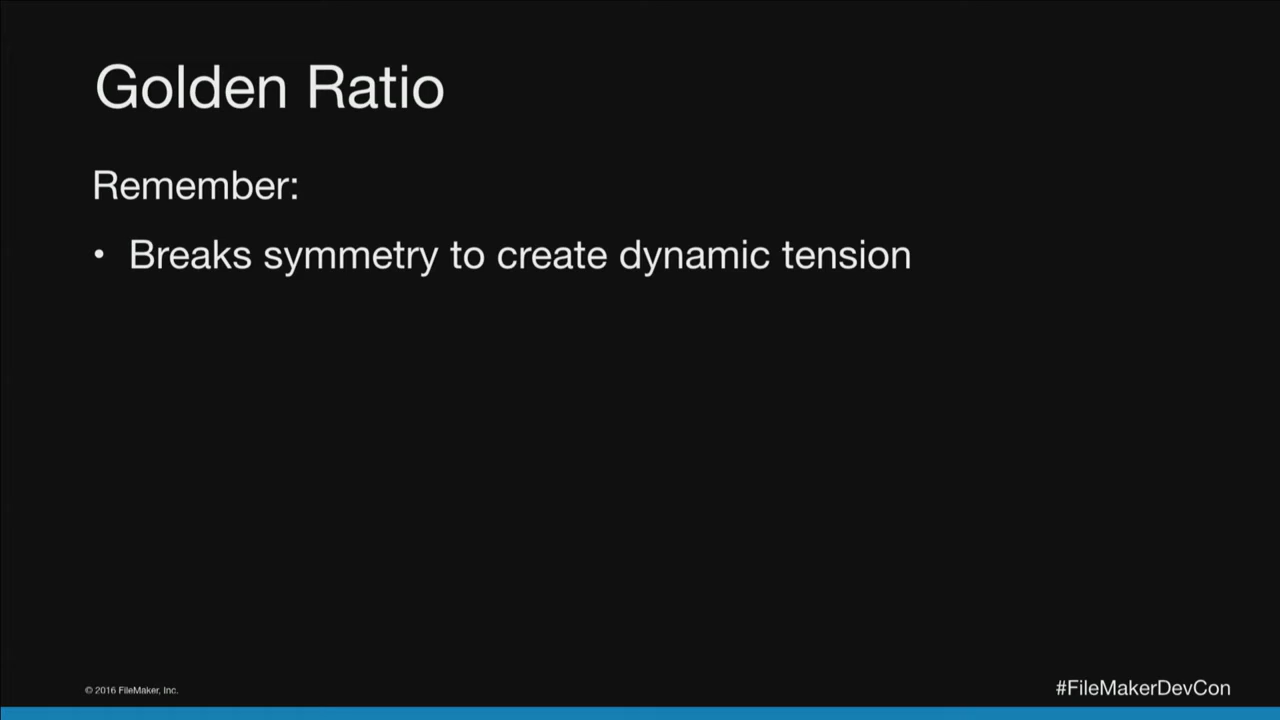 Golden Ratio
Remember:
• Breaks symmetry to create dynamic tension
© 2016 FileMaker, Inc.
#FileMakerDevCon